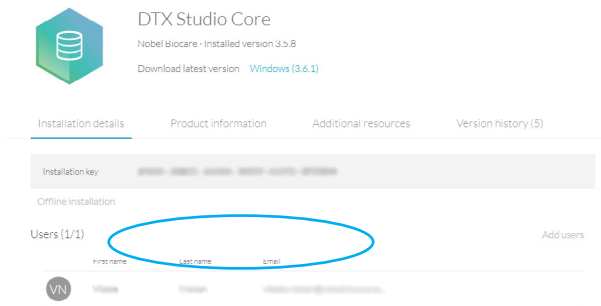 DTX Studio Core
Nobel Biocare · Installed version 3.5.8
Download latest version Windows (3.6.1)
Installation details Product information Additional resources Version history (5)
Installation key
Offline installation
Users (1/1) Add users
First name Last name Email
VN